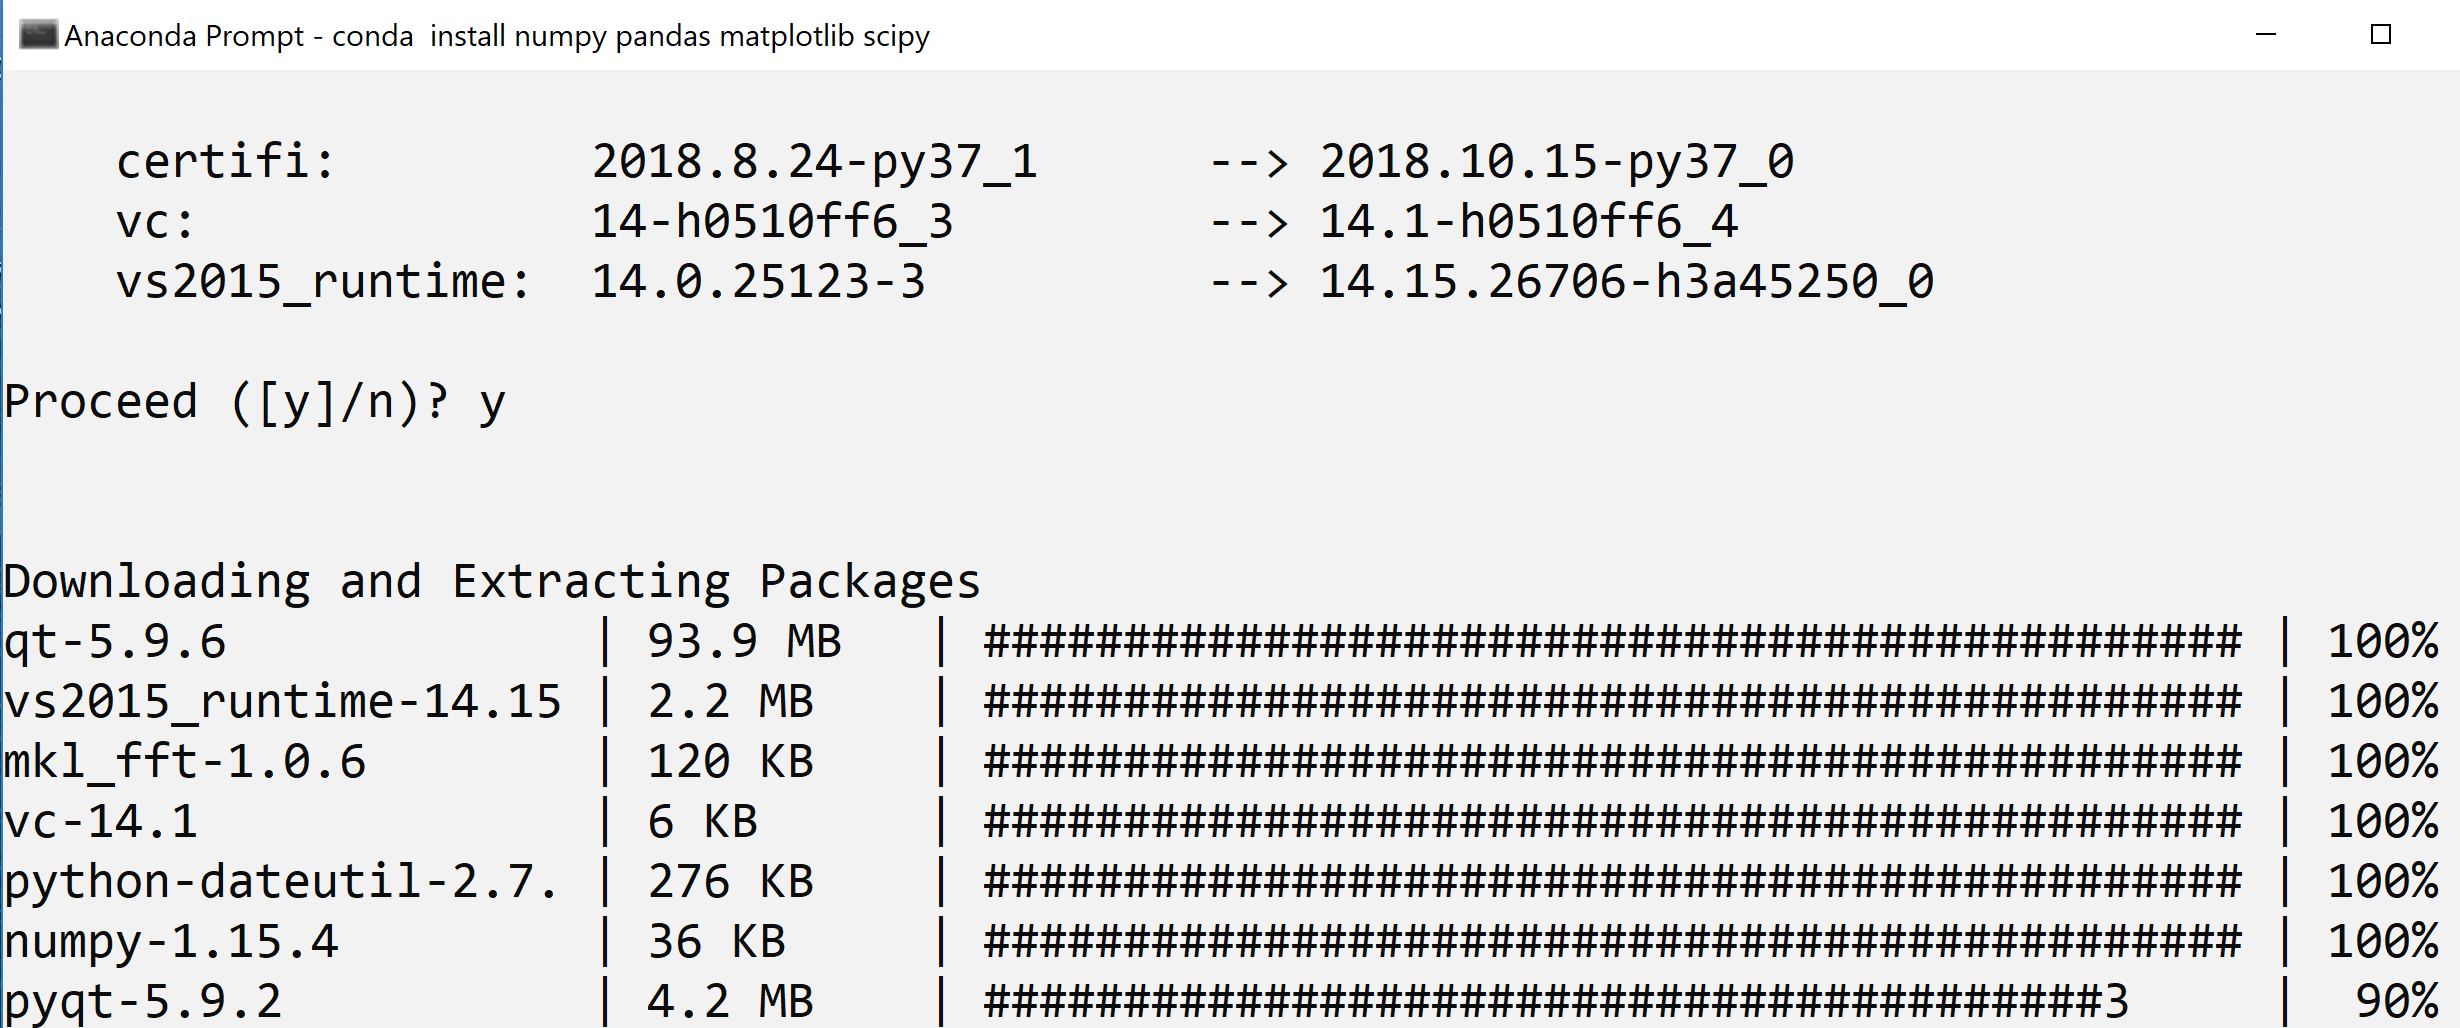 Anaconda Prompt - conda  install numpy pandas matplotlib scipy
certifi: 2018.8.24-py37_1 --> 2018.10.15-py37_0
vc: 14-h0510ff6_3 --> 14.1-h0510ff6_4
vs2015_runtime: 14.0.25123-3 --> 14.15.26706-h3a45250_0
Proceed ([y]/n)? y
Downloading and Extracting Packages
qt-5.9.6 | 93.9 MB | ############################################# | 100%
vs2015_runtime-14.15 | 2.2 MB | ############################################# | 100%
mkl_fft-1.0.6 | 120 KB | ############################################# | 100%
vc-14.1 | 6 KB | ############################################# | 100%
python-dateutil-2.7. | 276 KB | ############################################# | 100%
numpy-1.15.4 | 36 KB | ############################################# | 100%
pyqt-5.9.2 | 4.2 MB | ########################################3 | 90%